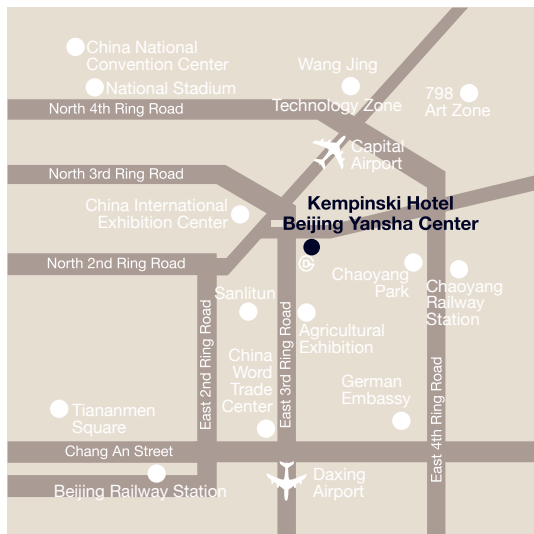 China National
Convention Center
National Stadium
Wang Jing
Technology Zone
798
Art Zone
North 4th Ring Road
Capital
Airport
North 3rd Ring Road
China International
Exhibition Center
Kempinski Hotel
Beijing Yansha Center
North 2nd Ring Road
Chaoyang
Park
Chaoyang
Railway
Station
Sanlitun
Agricultural
Exhibition
East 2nd Ring Road
East 3rd Ring Road
East 4th Ring Road
China
Word
Trade
Center
German
Embassy
Tiananmen
Square
Chang An Street
Beijing Railway Station
Daxing
Airport